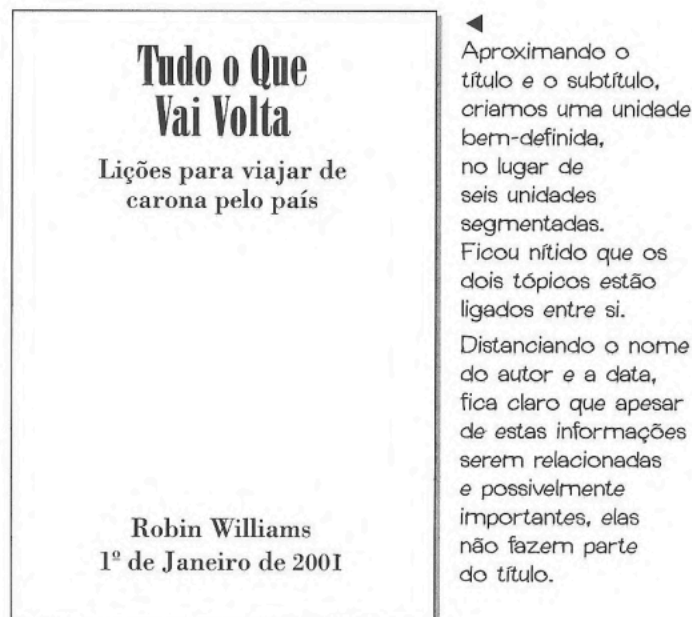 Tudo o Que
Vai Volta
Lições para viajar de
carona pelo país
Robin Williams
1º de Janeiro de 2001
Aproximando o
título e o subtítulo,
criamos uma unidade
bem-definida,
no lugar de
seis unidades
segmentadas.
Ficou nítido que os
dois tópicos estão
ligados entre si.
Distanciando o nome
do autor e a data,
fica claro que apesar
de estas informações
serem relacionadas
e possivelmente
importantes, elas
não fazem parte
do título.